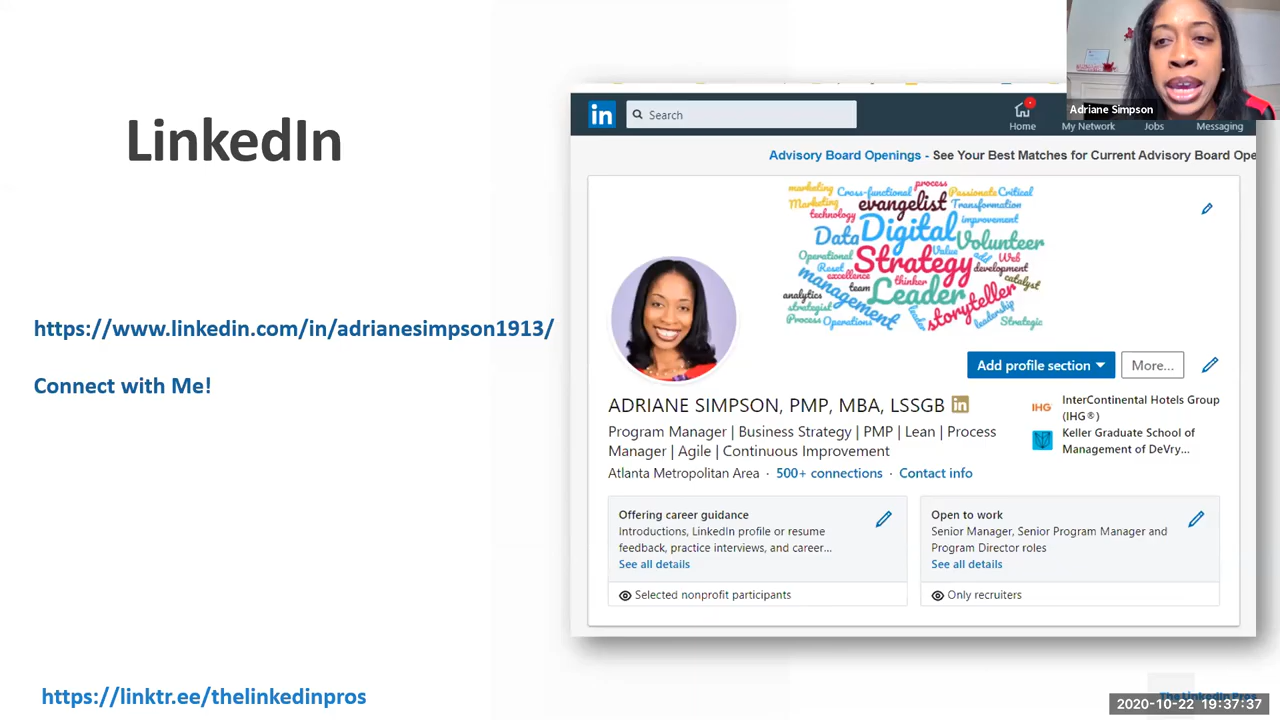 LinkedIn
https://www.linkedin.com/in/adrianesimpson1913/
Connect with Me!
https://linktr.ee/thelinkedinpros
in
Search
Home
My Network
Jobs
Messaging
Adriane Simpson
Advisory Board Openings - See Your Best Matches for Current Advisory Board Ope
marketing
Cross-functional
process
Passionate
Critical
Marketing
evangelist
Transformation
technology
improvement
Data
Digital
Volunteer
Operational
Value
add
Web
Reset
Strategy
development
excellence
thinker
catalyst
management
team
Leader
storyteller
analytics
strategist
leader
leadership
Process
Operations
Strategic
Add profile section
More...
ADRIANE SIMPSON, PMP, MBA, LSSGB in
Program Manager | Business Strategy | PMP | Lean | Process
Manager | Agile | Continuous Improvement
Atlanta Metropolitan Area · 500+ connections · Contact info
IHG
InterContinental Hotels Group
(IHG®)
Keller Graduate School of
Management of DeVry...
Offering career guidance
Introductions, LinkedIn profile or resume
feedback, practice interviews, and career...
See all details
Selected nonprofit participants
Open to work
Senior Manager, Senior Program Manager and
Program Director roles
See all details
Only recruiters
The LinkedIn Pros
2020-10-22 19:37:37